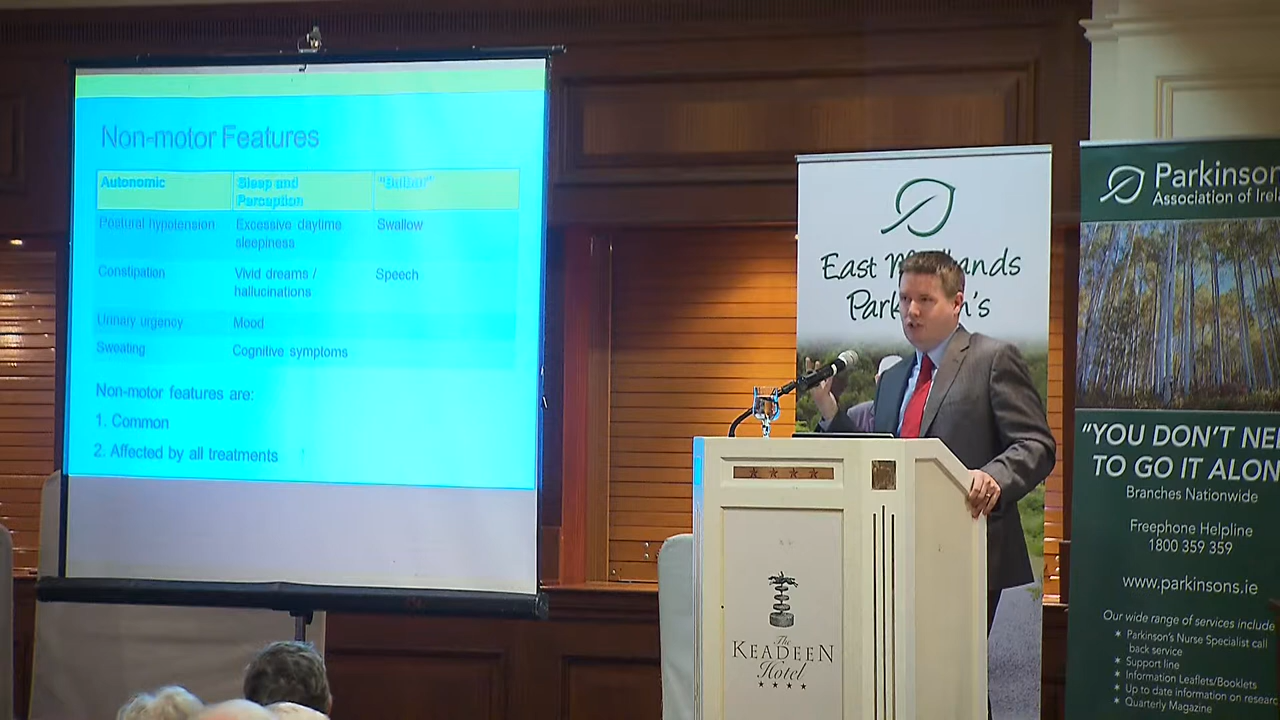 Non-motor Features
Autonomic
Sleep and
Perception
"Bulbar"
Postural hypotension
Excessive daytime
sleepiness
Swallow
Constipation
Vivid dreams /
hallucinations
Speech
Urinary urgency
Mood
Sweating
Cognitive symptoms
Non-motor features are:
1. Common
2. Affected by all treatments
East M ands
Park n's
The
KEADEEN
Hotel
Parkinson
Association of Irela
"YOU DON'T NE
TO GO IT ALON
Branches Nationwide
Freephone Helpline
1800 359 359
www.parkinsons.ie
Our wide range of services include
* Parkinson's Nurse Specialist call
back service
* Support line
* Information Leaflets/Booklets
* Up to date information on resear
* Quarterly Magazine